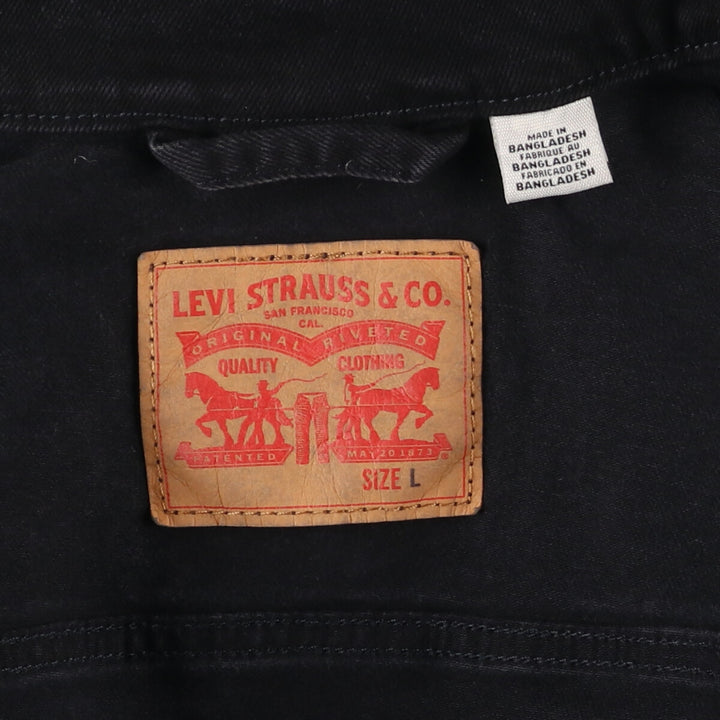 MADE IN
BANGLADESH
FABRIQUE AU
BANGLADESH
FABRICADO EN
BANGLADESH
LEVI STRAUSS & CO.
SAN FRANCISCO
CAL.
ORIGINAL RIVETED
QUALITY CLOTHING
PATENTED MAY 20 1873
SIZE L